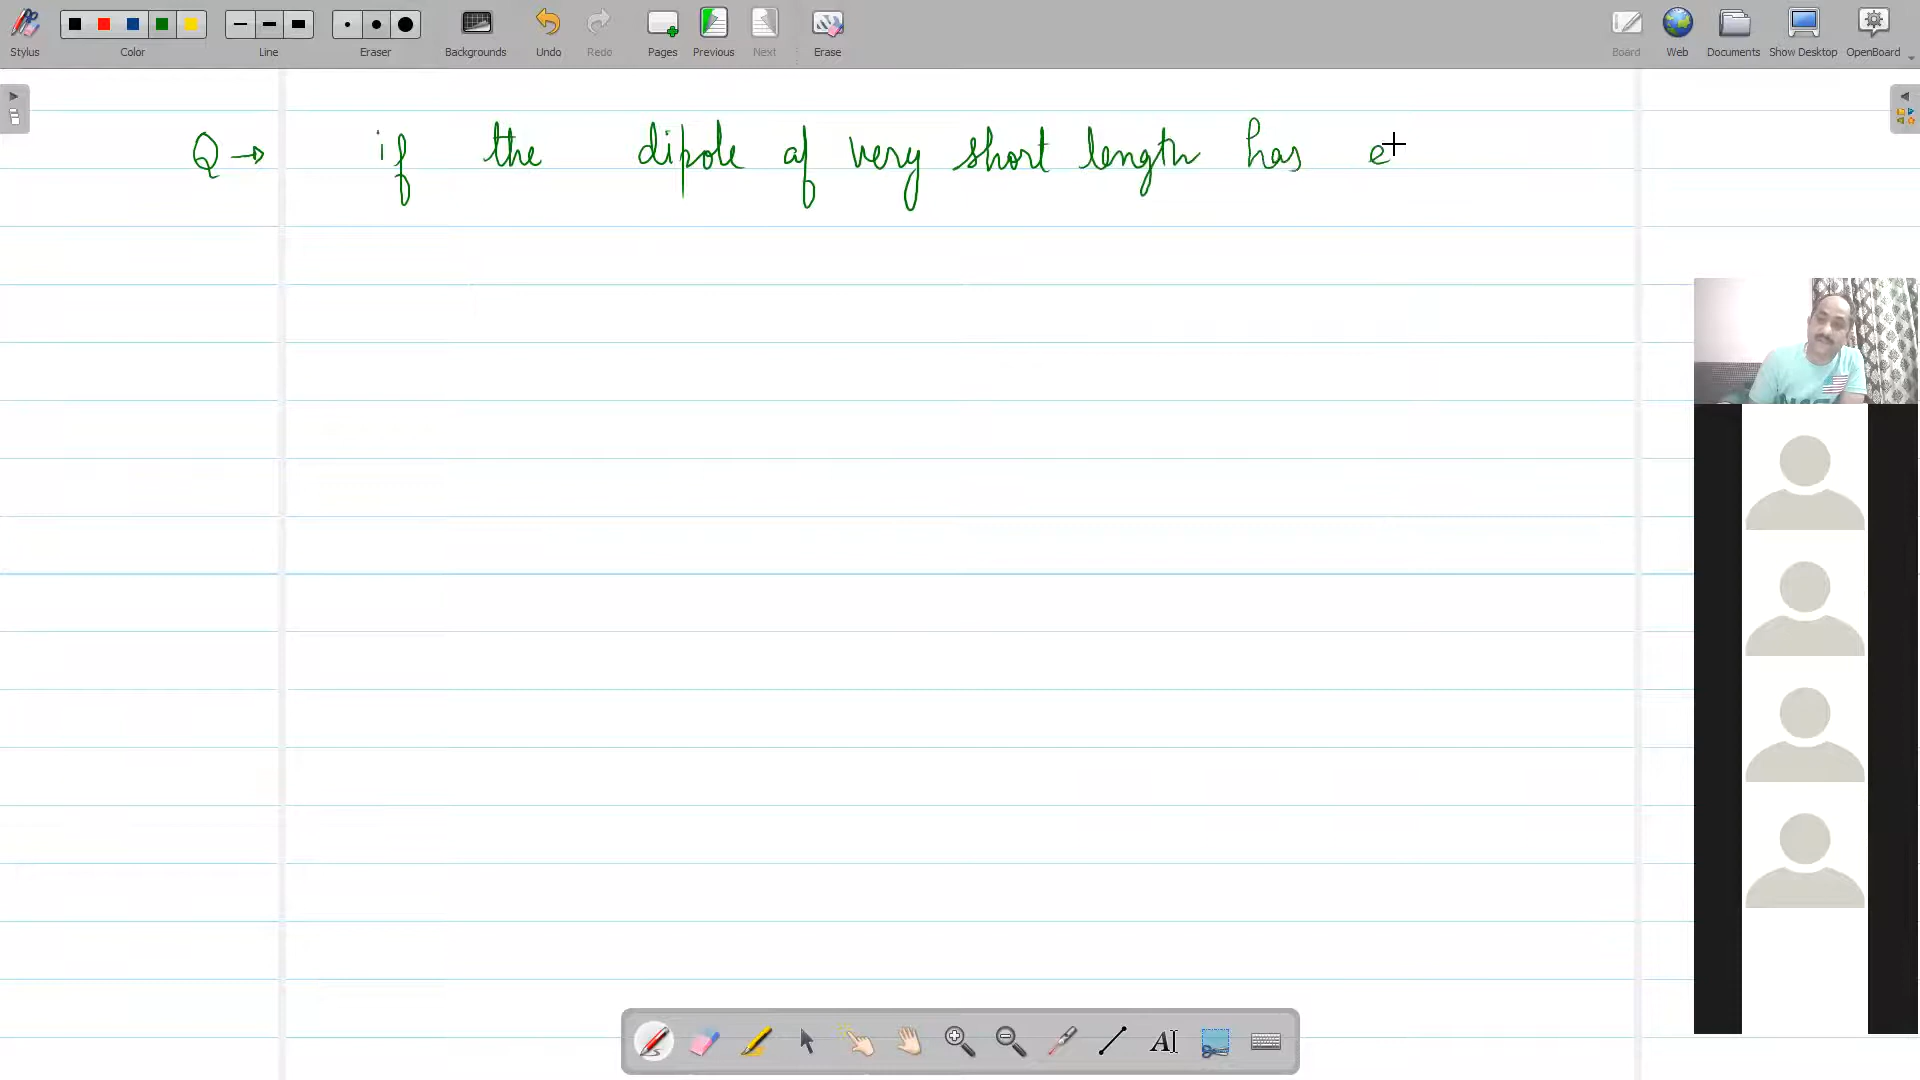 Stylus Color Line Eraser Backgrounds Undo Redo Pages Previous Next Erase Board Web Documents Show Desktop OpenBoard
Q → if the dipole of very short length has e